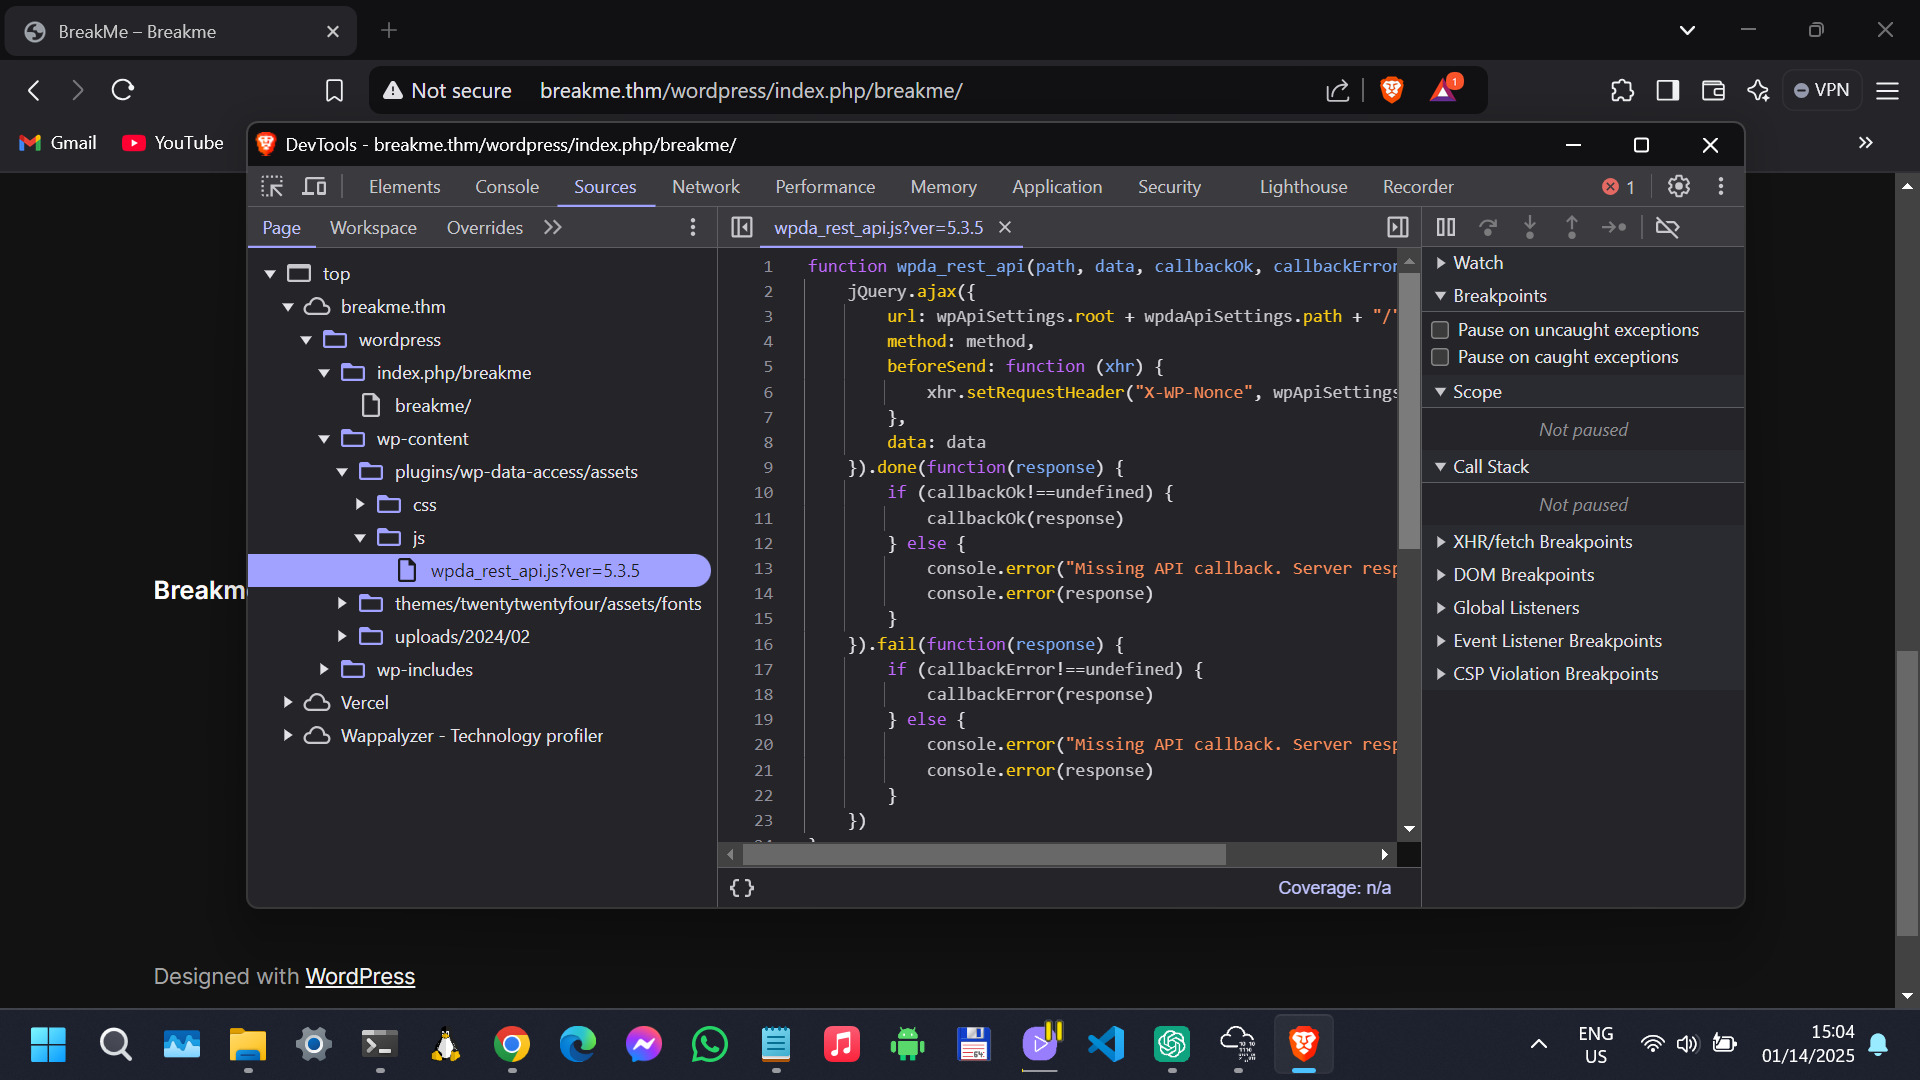 BreakMe – Breakme
Not secure
breakme.thm/wordpress/index.php/breakme/
1
VPN
Gmail
YouTube
DevTools - breakme.thm/wordpress/index.php/breakme/
Elements
Console
Sources
Network
Performance
Memory
Application
Security
Lighthouse
Recorder
1
Page
Workspace
Overrides
wpda_rest_api.js?ver=5.3.5
top
breakme.thm
wordpress
index.php/breakme
breakme/
wp-content
plugins/wp-data-access/assets
css
js
wpda_rest_api.js?ver=5.3.5
themes/twentytwentyfour/assets/fonts
uploads/2024/02
wp-includes
Vercel
Wappalyzer - Technology profiler
1 function wpda_rest_api(path, data, callbackOk, callbackError
2 jQuery.ajax({
3 url: wpApiSettings.root + wpdaApiSettings.path + "/"
4 method: method,
5 beforeSend: function (xhr) {
6 xhr.setRequestHeader("X-WP-Nonce", wpApiSettings
7 },
8 data: data
9 }).done(function(response) {
10 if (callbackOk!==undefined) {
11 callbackOk(response)
12 } else {
13 console.error("Missing API callback. Server resp
14 console.error(response)
15 }
16 }).fail(function(response) {
17 if (callbackError!==undefined) {
18 callbackError(response)
19 } else {
20 console.error("Missing API callback. Server resp
21 console.error(response)
22 }
23 })
{}
Coverage: n/a
Watch
Breakpoints
Pause on uncaught exceptions
Pause on caught exceptions
Scope
Not paused
Call Stack
Not paused
XHR/fetch Breakpoints
DOM Breakpoints
Global Listeners
Event Listener Breakpoints
CSP Violation Breakpoints
Breakm
Designed with WordPress
ENG
US
15:04
01/14/2025